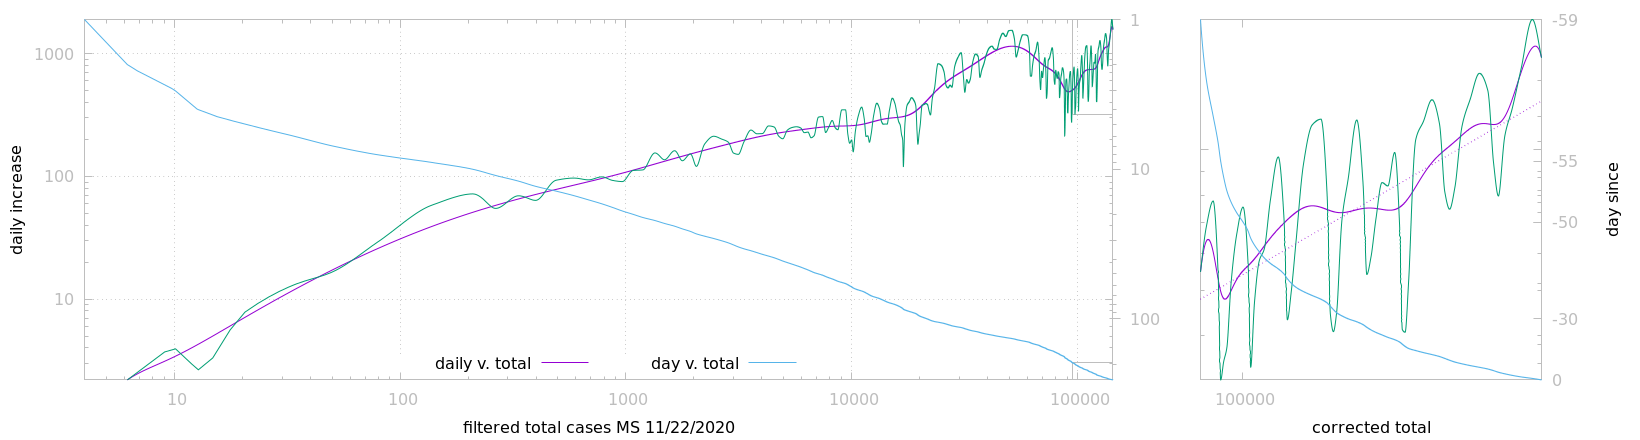 1000
100
10
daily increase
1
10
100
daily v. total
day v. total
10
100
1000
10000
100000
filtered total cases MS 11/22/2020
-59
-55
-50
-30
0
day since
100000
corrected total